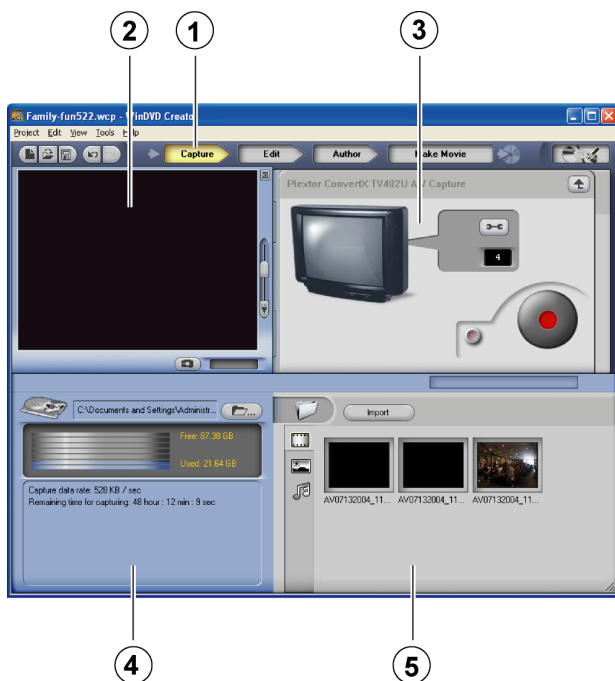 2
1
3
Family-fun522.wcp - WinDVD Creator
Project Edit View Tools Help
Capture
Edit
Author
Make Movie
Plextor ConvertX TV402U A/V Capture
4
C:\Documents and Settings\Administr...
Free: 87.38 GB
Used: 21.64 GB
Capture data rate: 528 KB / sec
Remaining time for capturing: 48 hour : 12 min : 9 sec
Import
AV07132004_11...
AV07132004_11...
AV07132004_11...
4
5